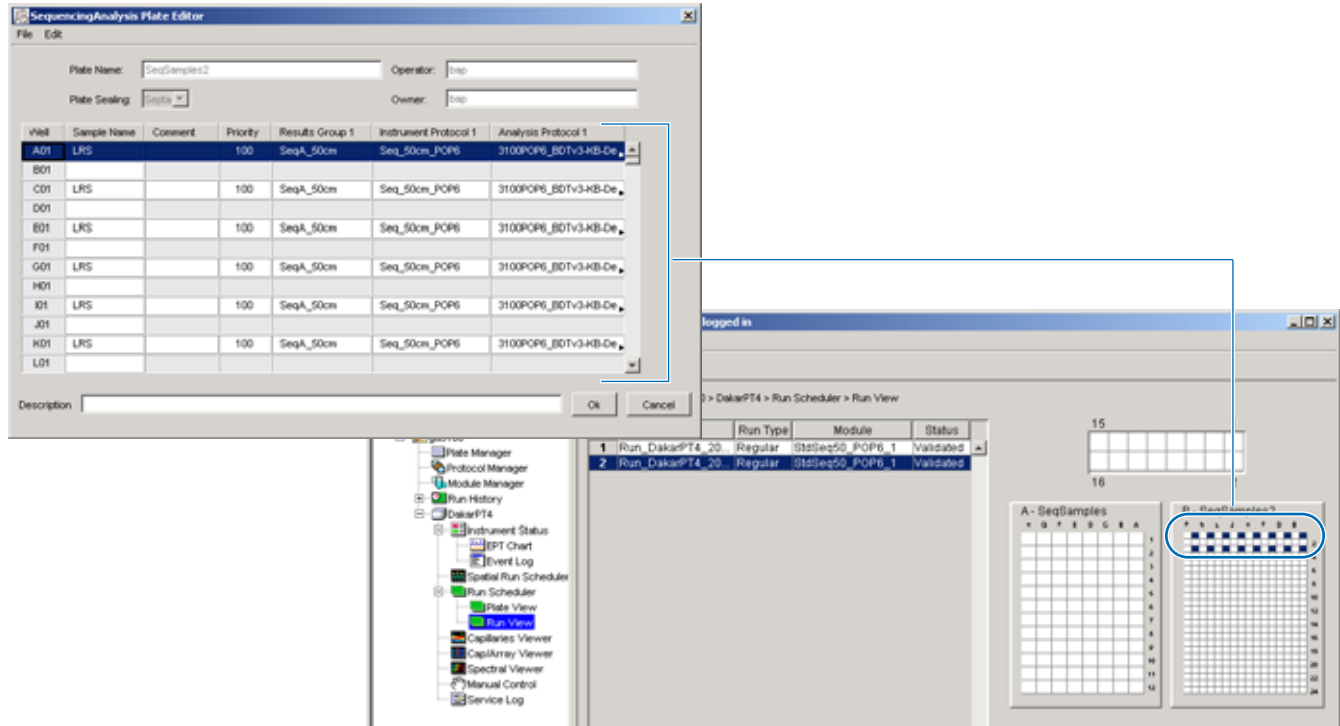 SequencingAnalysis Plate Editor
File Edit
Plate Name: SeqSamples2 Operator: bap
Plate Sealing: Septa Owner: bap
Well Sample Name Comment Priority Results Group 1 Instrument Protocol 1 Analysis Protocol 1
A01 LRS 100 SeqA_50cm Seq_50cm_POP6 3100POP6_BDTv3-KB-De
B01
C01 LRS 100 SeqA_50cm Seq_50cm_POP6 3100POP6_BDTv3-KB-De
D01
E01 LRS 100 SeqA_50cm Seq_50cm_POP6 3100POP6_BDTv3-KB-De
F01
G01 LRS 100 SeqA_50cm Seq_50cm_POP6 3100POP6_BDTv3-KB-De
H01
I01 LRS 100 SeqA_50cm Seq_50cm_POP6 3100POP6_BDTv3-KB-De
J01
K01 LRS 100 SeqA_50cm Seq_50cm_POP6 3100POP6_BDTv3-KB-De
L01
Description Ok Cancel
logged in
> DakarPT4 > Run Scheduler > Run View
Run Type Module Status
1 Run_DakarPT4_20... Regular StdSeq50_POP6_1 Validated
2 Run_DakarPT4_20... Regular StdSeq50_POP6_1 Validated
Plate Manager
Protocol Manager
Module Manager
Run History
DakarPT4
Instrument Status
EPT Chart
Event Log
Spatial Run Scheduler
Run Scheduler
Plate View
Run View
Capillaries Viewer
Cap/Array Viewer
Spectral Viewer
Manual Control
Service Log
15
16
A - SeqSamples
B - SeqSamples2